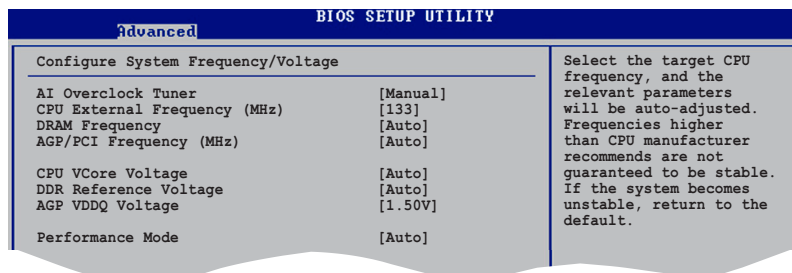 BIOS SETUP UTILITY
Advanced
Configure System Frequency/Voltage
AI Overclock Tuner [Manual]
CPU External Frequency (MHz) [133]
DRAM Frequency [Auto]
AGP/PCI Frequency (MHz) [Auto]
CPU VCore Voltage [Auto]
DDR Reference Voltage [Auto]
AGP VDDQ Voltage [1.50V]
Performance Mode [Auto]
Select the target CPU
frequency, and the
relevant parameters
will be auto-adjusted.
Frequencies higher
than CPU manufacturer
recommends are not
guaranteed to be stable.
If the system becomes
unstable, return to the
default.